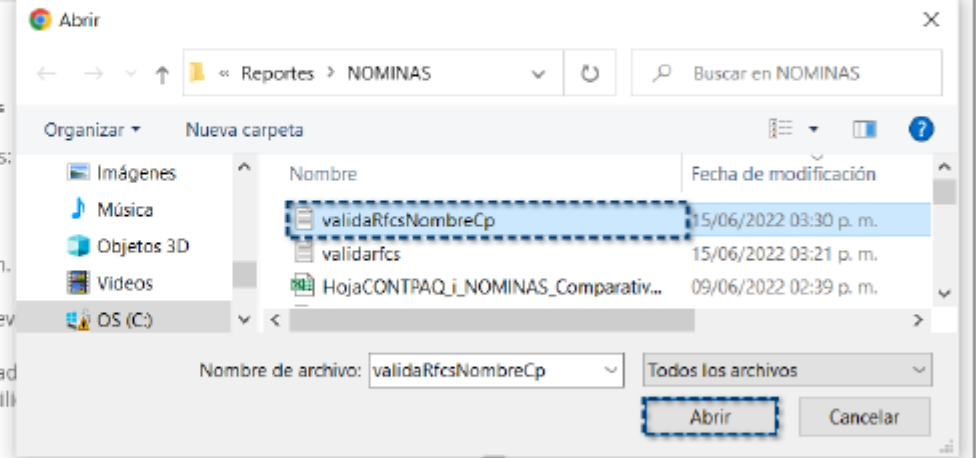 Abrir
« Reportes > NOMINAS
Buscar en NOMINAS
Organizar
Nueva carpeta
Imágenes
Música
Objetos 3D
Vídeos
OS (C:)
Nombre
Fecha de modificación
validaRfcsNombreCp
15/06/2022 03:30 p. m.
validarfcs
15/06/2022 03:21 p. m.
HojaCONTPAQ_i_NOMINAS_Comparativ...
09/06/2022 02:39 p. m.
Nombre de archivo: validaRfcsNombreCp
Todos los archivos
Abrir
Cancelar